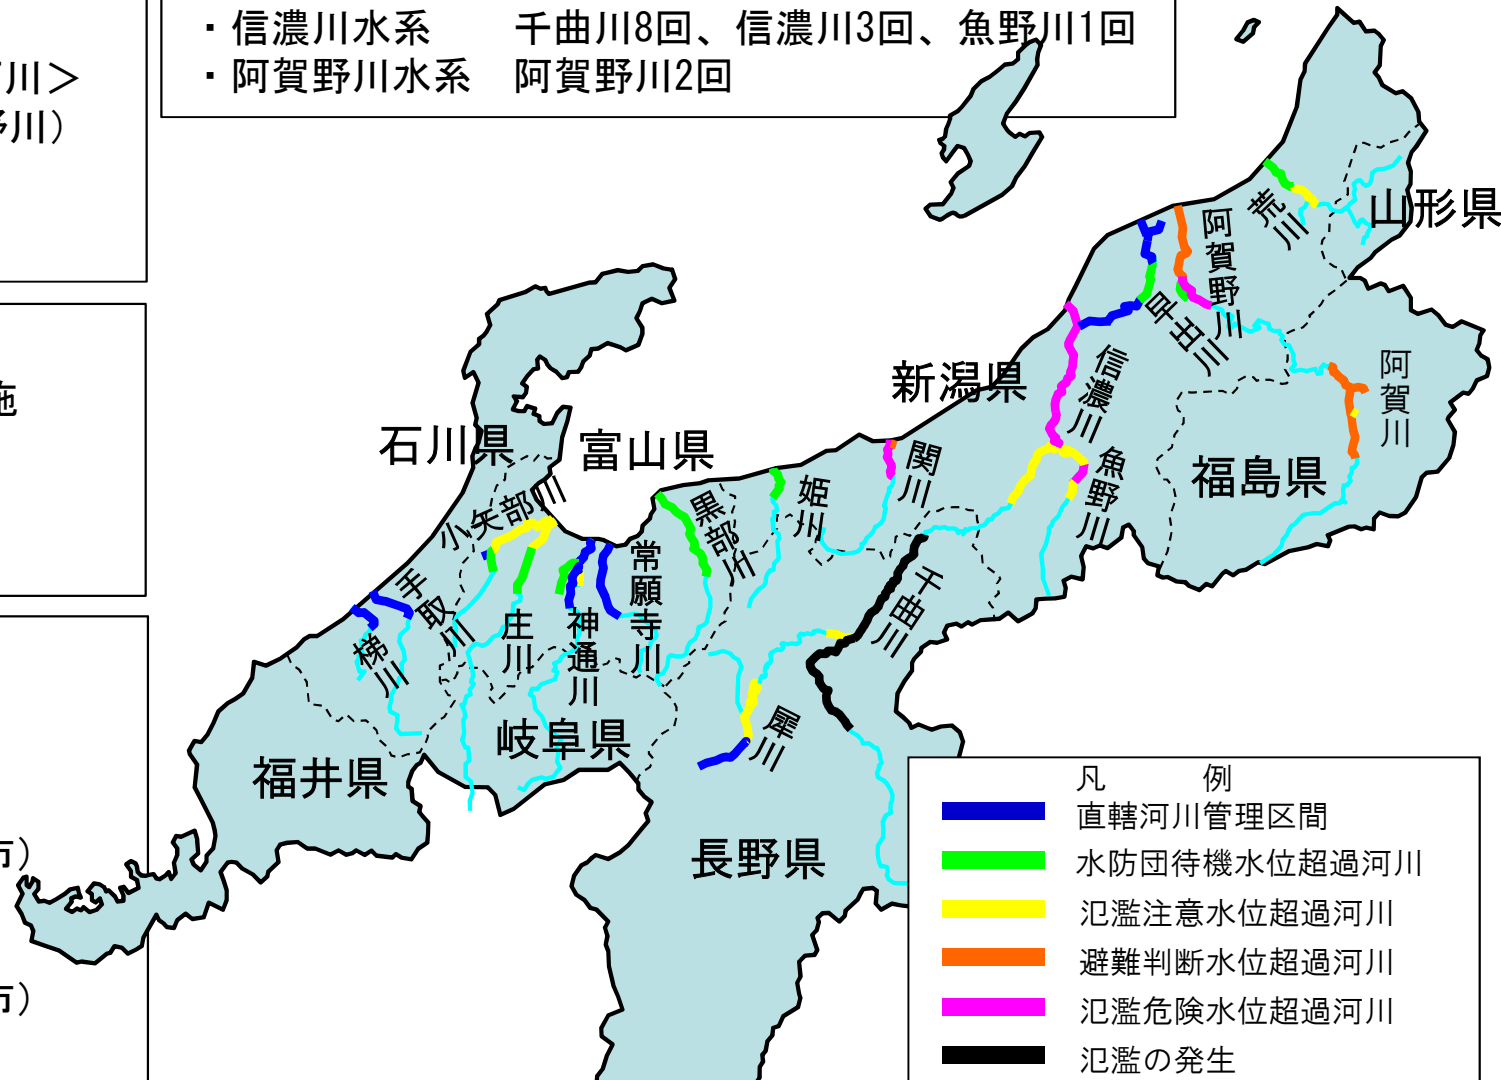 ・信濃川水系　　千曲川8回、信濃川3回、魚野川1回
・阿賀野川水系　阿賀野川2回
川＞
野川）
施
市）
市）
山形県
荒川
阿賀野川
早出川
信濃川
新潟県
阿賀川
福島県
魚野川
関川
姫川
石川県
富山県
小矢部川
黒部川
常願寺川
千曲川
手取川
庄川
神通川
梯川
犀川
岐阜県
福井県
長野県
凡　例
直轄河川管理区間
水防団待機水位超過河川
氾濫注意水位超過河川
避難判断水位超過河川
氾濫危険水位超過河川
氾濫の発生